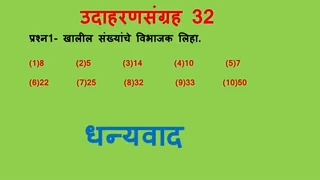 उदाहरणसंग्रह 32
प्रश्न1- खालील संख्यांचे विभाजक लिहा.
(1)8 (2)5 (3)14 (4)10 (5)7
(6)22 (7)25 (8)32 (9)33 (10)50
धन्यवाद